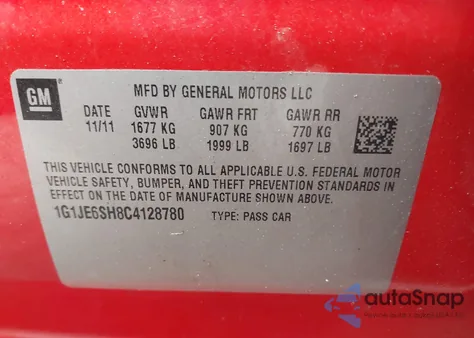 GM
MFD BY GENERAL MOTORS LLC
DATE GVWR GAWR FRT GAWR RR
11/11 1677 KG 907 KG 770 KG
3696 LB 1999 LB 1697 LB
THIS VEHICLE CONFORMS TO ALL APPLICABLE U.S. FEDERAL MOTOR
VEHICLE SAFETY, BUMPER, AND THEFT PREVENTION STANDARDS IN
EFFECT ON THE DATE OF MANUFACTURE SHOWN ABOVE.
1G1JE6SH8C4128780 TYPE: PASS CAR
autoSnap